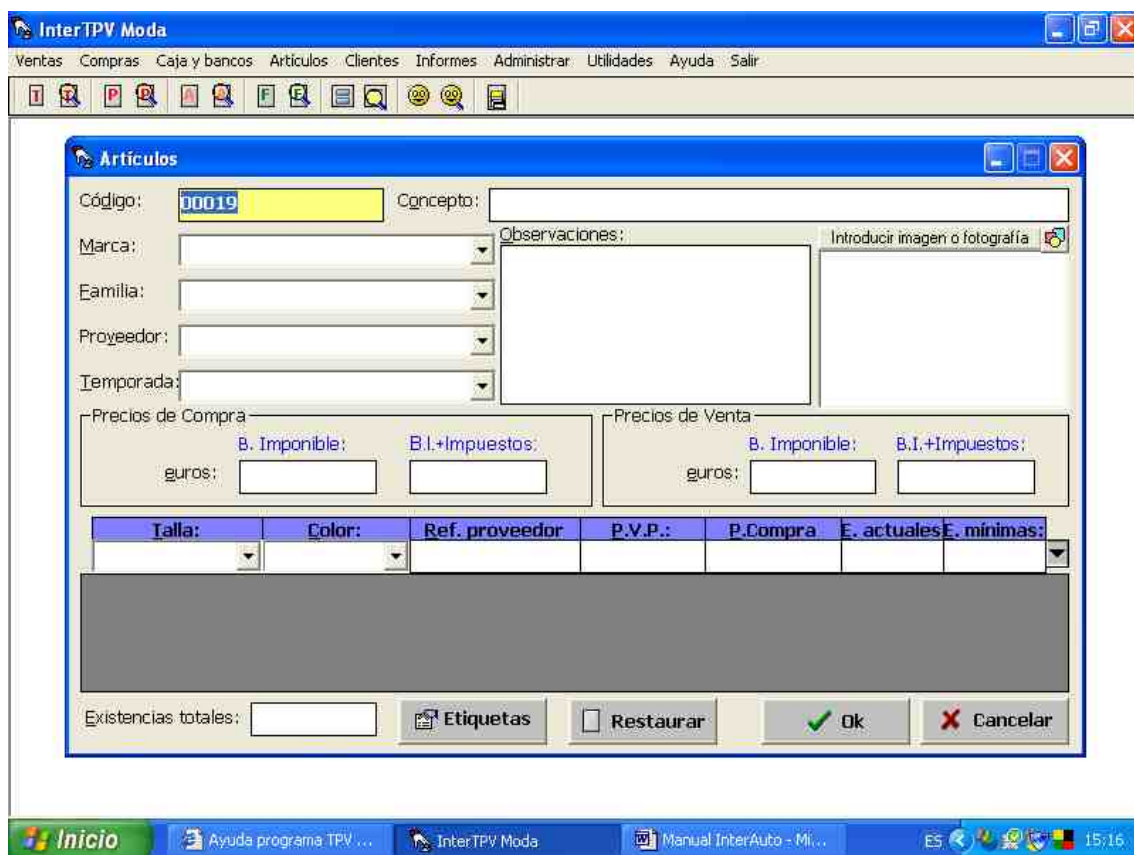 InterTPV Moda
Ventas Compras Caja y bancos Artículos Clientes Informes Administrar Utilidades Ayuda Salir
T T P P A A F F
Artículos
Código: 00019 Concepto:
Marca: Observaciones: Introducir imagen o fotografía
Familia:
Proveedor:
Temporada:
Precios de Compra Precios de Venta
B. Imponible: B.I.+Impuestos: B. Imponible: B.I.+Impuestos:
euros: euros:
Talla: Color: Ref. proveedor P.V.P.: P.Compra E. actuales E. mínimas:
Existencias totales: Etiquetas Restaurar Ok Cancelar
Inicio Ayuda programa TPV ... InterTPV Moda Manual InterAuto - Mi... ES 15:16